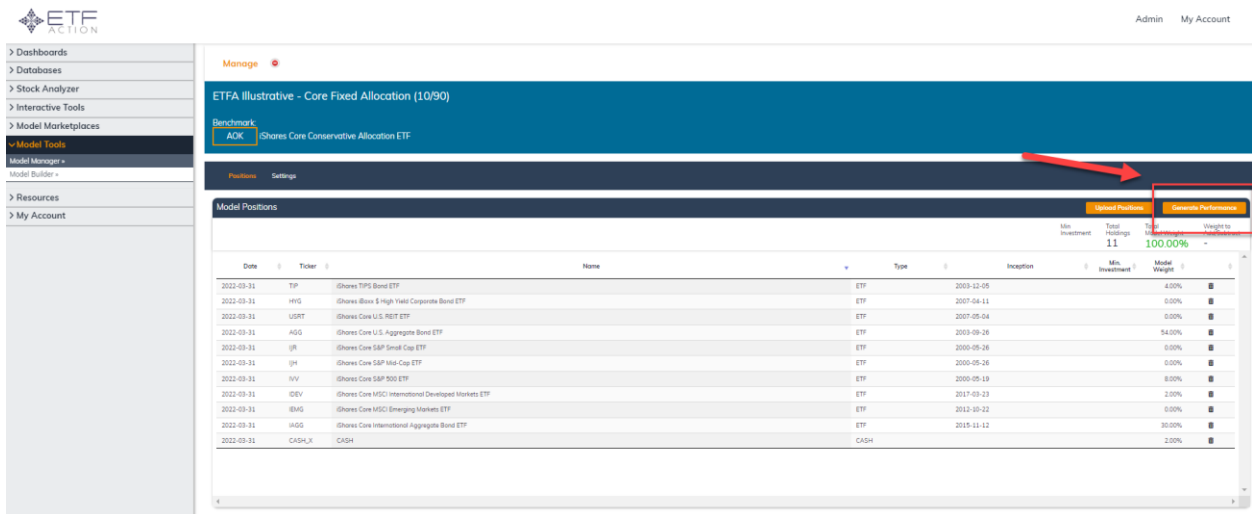 ETF
ACTION
Admin My Account
> Dashboards
> Databases
> Stock Analyzer
> Interactive Tools
> Model Marketplaces
Model Tools
Model Manager »
Model Builder »
> Resources
> My Account
Manage
ETFA Illustrative - Core Fixed Allocation (10/90)
Benchmark:
AOK iShares Core Conservative Allocation ETF
Positions Settings
Model Positions Upload Positions Generate Performance
Min Investment Total Holdings Total Model Weight Weight to
11 100.00% -
Date Ticker Name Type Inception Min. Investment Model Weight
2022-03-31 TIP iShares TIPS Bond ETF ETF 2003-12-05 4.00%
2022-03-31 HYG iShares iBoxx $ High Yield Corporate Bond ETF ETF 2007-04-11 0.00%
2022-03-31 USRT iShares Core U.S. REIT ETF ETF 2007-05-04 0.00%
2022-03-31 AGG iShares Core U.S. Aggregate Bond ETF ETF 2003-09-26 54.00%
2022-03-31 IJR iShares Core S&P Small Cap ETF ETF 2000-05-26 0.00%
2022-03-31 IJH iShares Core S&P Mid-Cap ETF ETF 2000-05-26 0.00%
2022-03-31 IVV iShares Core S&P 500 ETF ETF 2000-05-19 8.00%
2022-03-31 IDEV iShares Core MSCI International Developed Markets ETF ETF 2017-03-23 2.00%
2022-03-31 IEMG iShares Core MSCI Emerging Markets ETF ETF 2012-10-22 0.00%
2022-03-31 IAGG iShares Core International Aggregate Bond ETF ETF 2015-11-12 30.00%
2022-03-31 CASH_X CASH CASH 2.00%